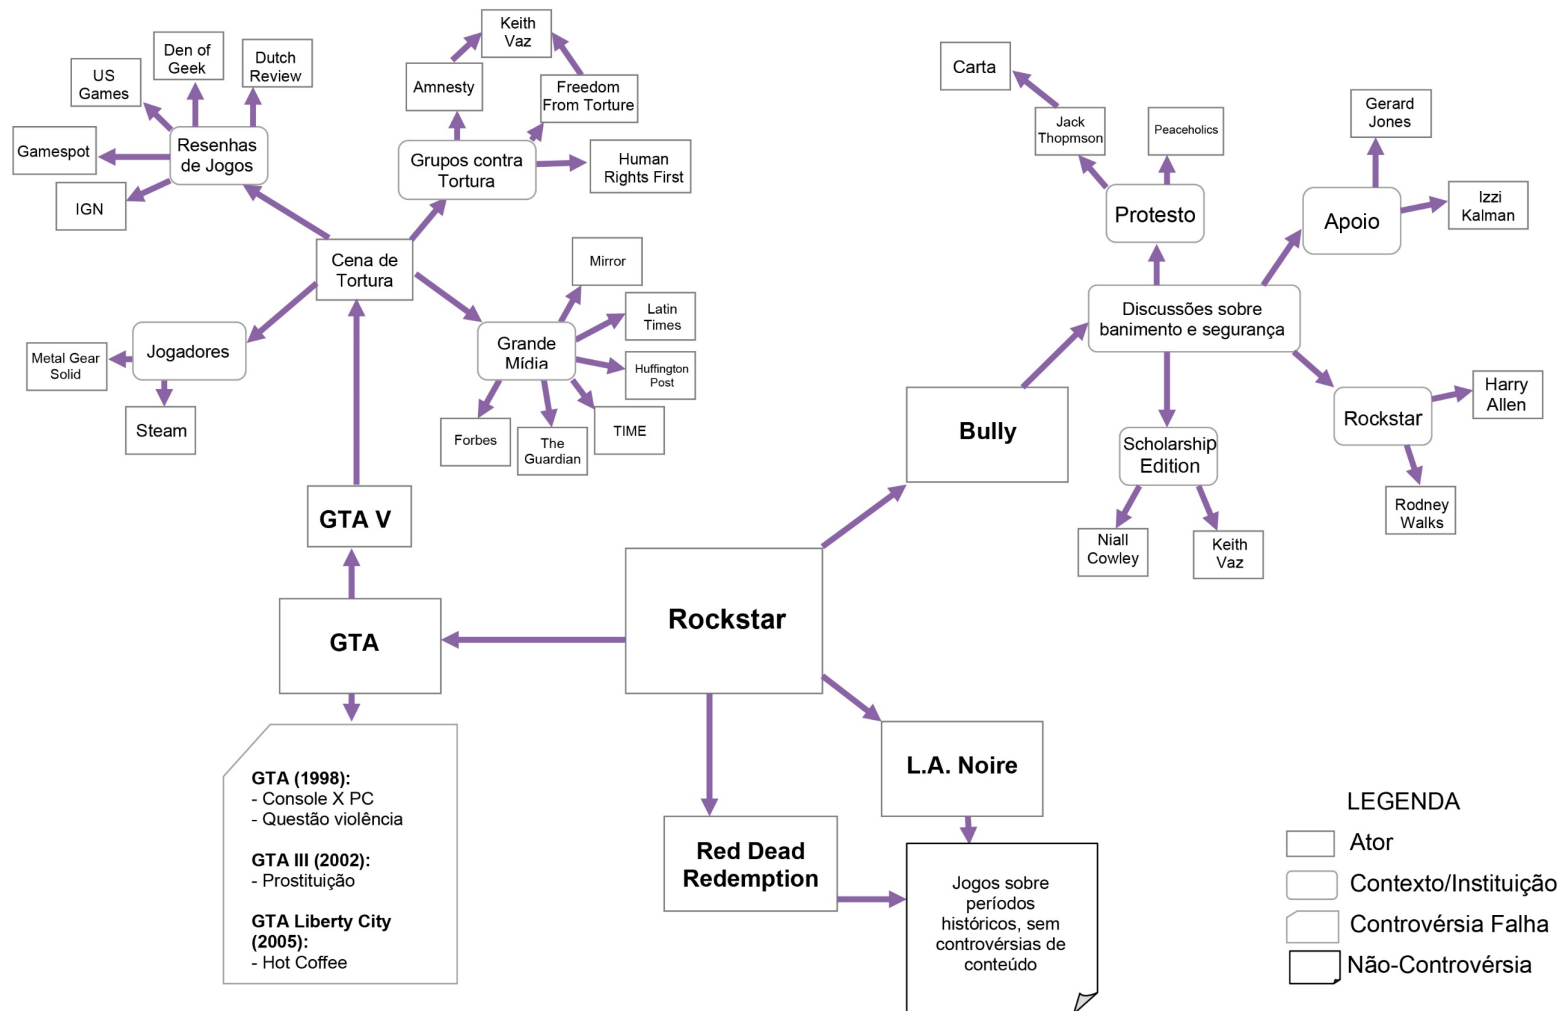 Keith
Vaz
Den of
Geek
Dutch
Review
US
Games
Amnesty
Freedom
From Torture
Gamespot
Resenhas
de Jogos
Grupos contra
Tortura
Human
Rights First
IGN
Cena de
Tortura
Mirror
Latin
Times
Jogadores
Grande
Mídia
Metal Gear
Solid
Huffington
Post
Steam
Forbes
The
Guardian
TIME
GTA V
GTA
GTA (1998):
- Console X PC
- Questão violência
GTA III (2002):
- Prostituição
GTA Liberty City
(2005):
- Hot Coffee
Carta
Jack
Thopmson
Peaceholics
Gerard
Jones
Protesto
Apoio
Izzi
Kalman
Discussões sobre
banimento e segurança
Bully
Scholarship
Edition
Rockstar
Harry
Allen
Rodney
Walks
Niall
Cowley
Keith
Vaz
Rockstar
L.A. Noire
Red Dead
Redemption
Jogos sobre
períodos
históricos, sem
controvérsias de
conteúdo
LEGENDA
Ator
Contexto/Instituição
Controvérsia Falha
Não-Controvérsia